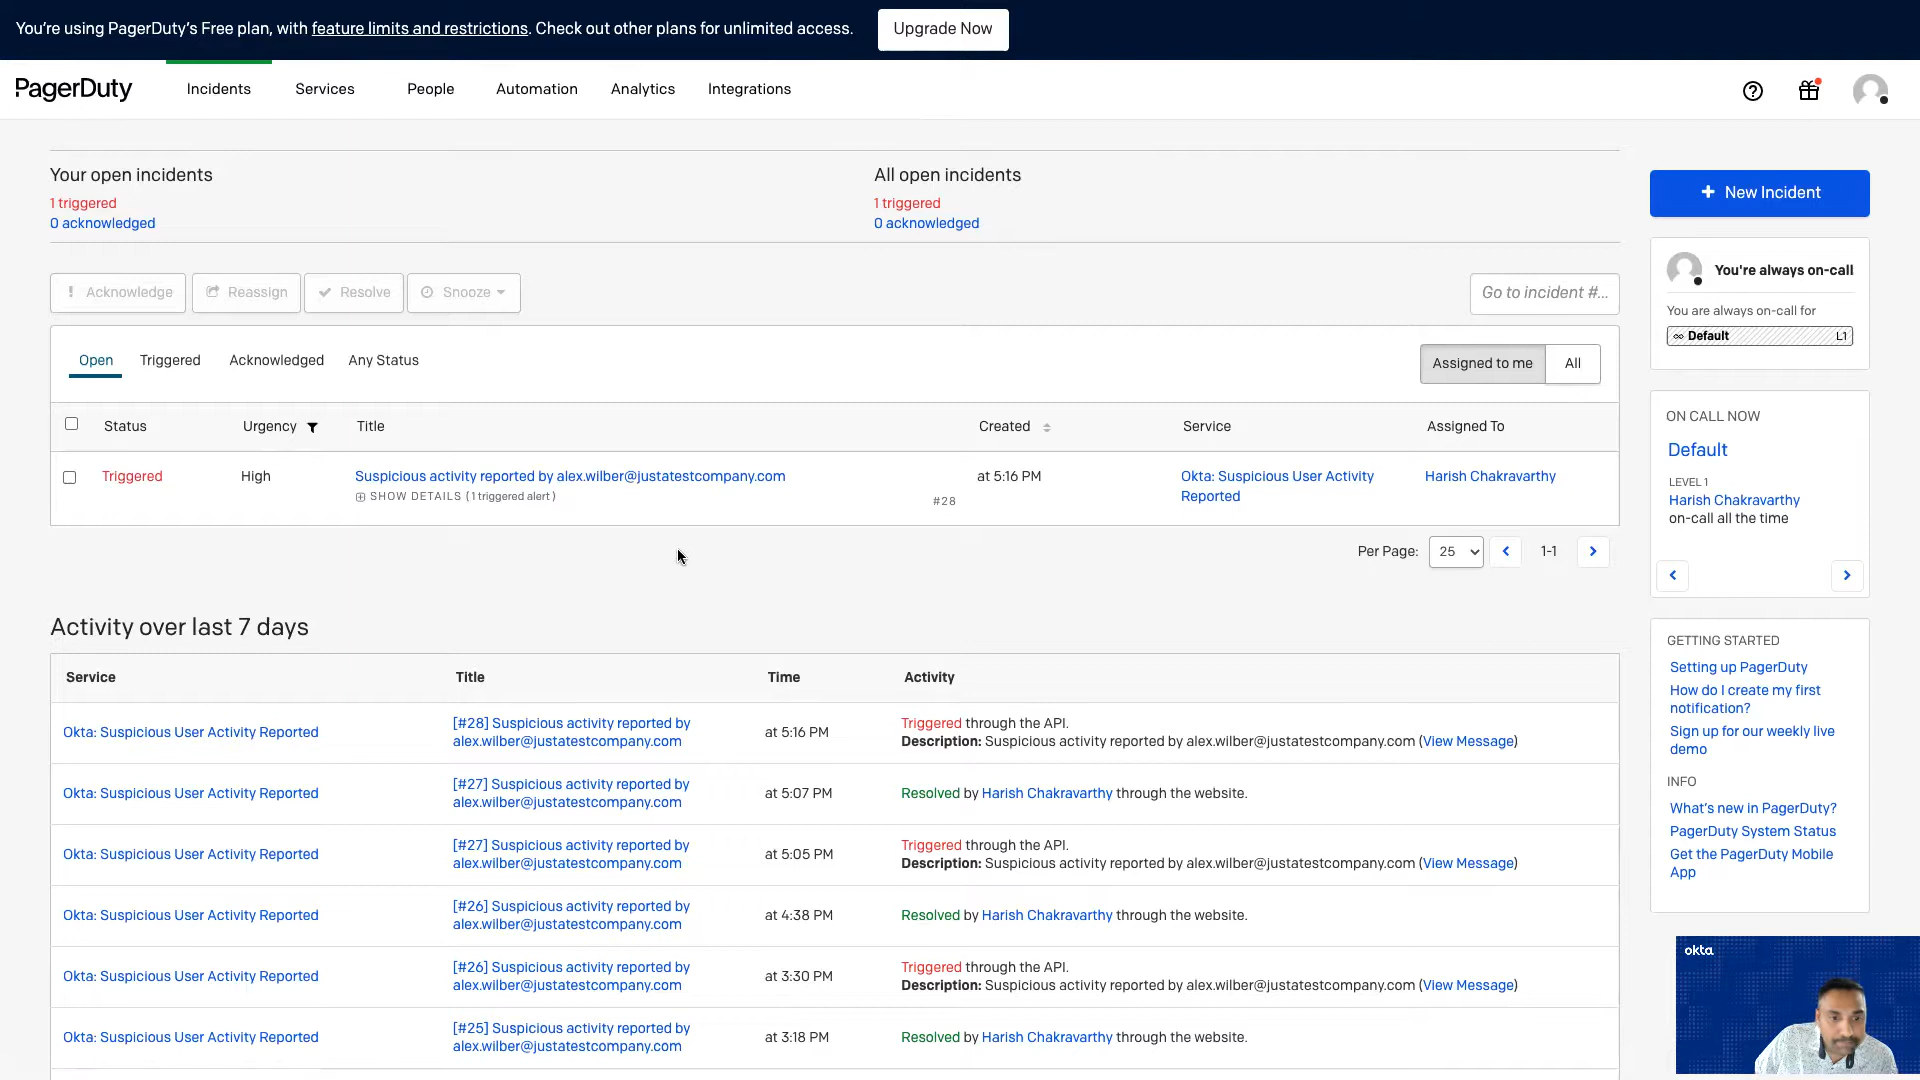 You're using PagerDuty's Free plan, with feature limits and restrictions. Check out other plans for unlimited access. Upgrade Now
PagerDuty Incidents Services People Automation Analytics Integrations
Your open incidents
1 triggered
0 acknowledged
All open incidents
1 triggered
0 acknowledged
+ New Incident
You're always on-call
You are always on-call for
Default L1
Acknowledge Reassign Resolve Snooze Go to incident #...
Open Triggered Acknowledged Any Status Assigned to me All
Status Urgency Title Created Service Assigned To
Triggered High Suspicious activity reported by alex.wilber@justatestcompany.com at 5:16 PM Okta: Suspicious User Activity Harish Chakravarthy
SHOW DETAILS (1 triggered alert) #28 Reported
Per Page: 25 1-1
ON CALL NOW
Default
LEVEL 1
Harish Chakravarthy
on-call all the time
Activity over last 7 days
Service Title Time Activity
Okta: Suspicious User Activity Reported
[#28] Suspicious activity reported by
alex.wilber@justatestcompany.com
at 5:16 PM
Triggered through the API.
Description: Suspicious activity reported by alex.wilber@justatestcompany.com (View Message)
Okta: Suspicious User Activity Reported
[#27] Suspicious activity reported by
alex.wilber@justatestcompany.com
at 5:07 PM
Resolved by Harish Chakravarthy through the website.
Okta: Suspicious User Activity Reported
[#27] Suspicious activity reported by
alex.wilber@justatestcompany.com
at 5:05 PM
Triggered through the API.
Description: Suspicious activity reported by alex.wilber@justatestcompany.com (View Message)
Okta: Suspicious User Activity Reported
[#26] Suspicious activity reported by
alex.wilber@justatestcompany.com
at 4:38 PM
Resolved by Harish Chakravarthy through the website.
Okta: Suspicious User Activity Reported
[#26] Suspicious activity reported by
alex.wilber@justatestcompany.com
at 3:30 PM
Triggered through the API.
Description: Suspicious activity reported by alex.wilber@justatestcompany.com (View Message)
Okta: Suspicious User Activity Reported
[#25] Suspicious activity reported by
alex.wilber@justatestcompany.com
at 3:18 PM
Resolved by Harish Chakravarthy through the website.
GETTING STARTED
Setting up PagerDuty
How do I create my first
notification?
Sign up for our weekly live
demo
INFO
What's new in PagerDuty?
PagerDuty System Status
Get the PagerDuty Mobile
App
okta